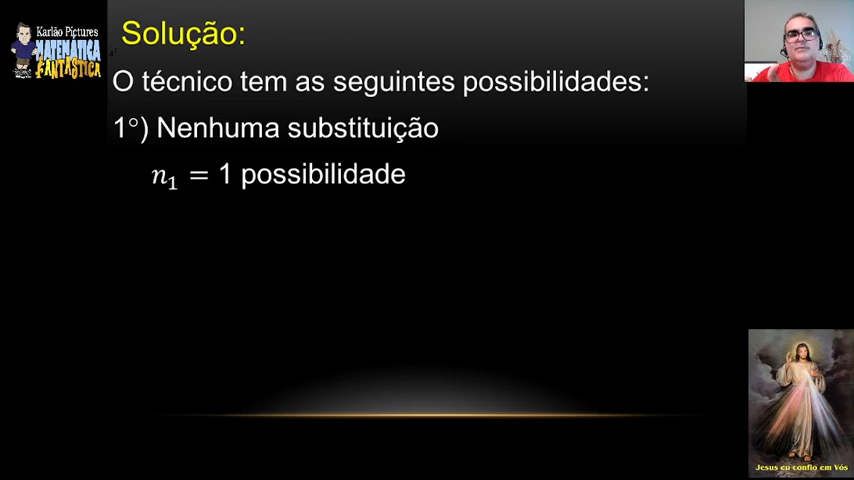 Karlão Pictures
MATEMÁTICA
FANTÁSTICA
Solução:
O técnico tem as seguintes possibilidades:
1°) Nenhuma substituição
n₁ = 1 possibilidade
Jesus eu confio em Vós